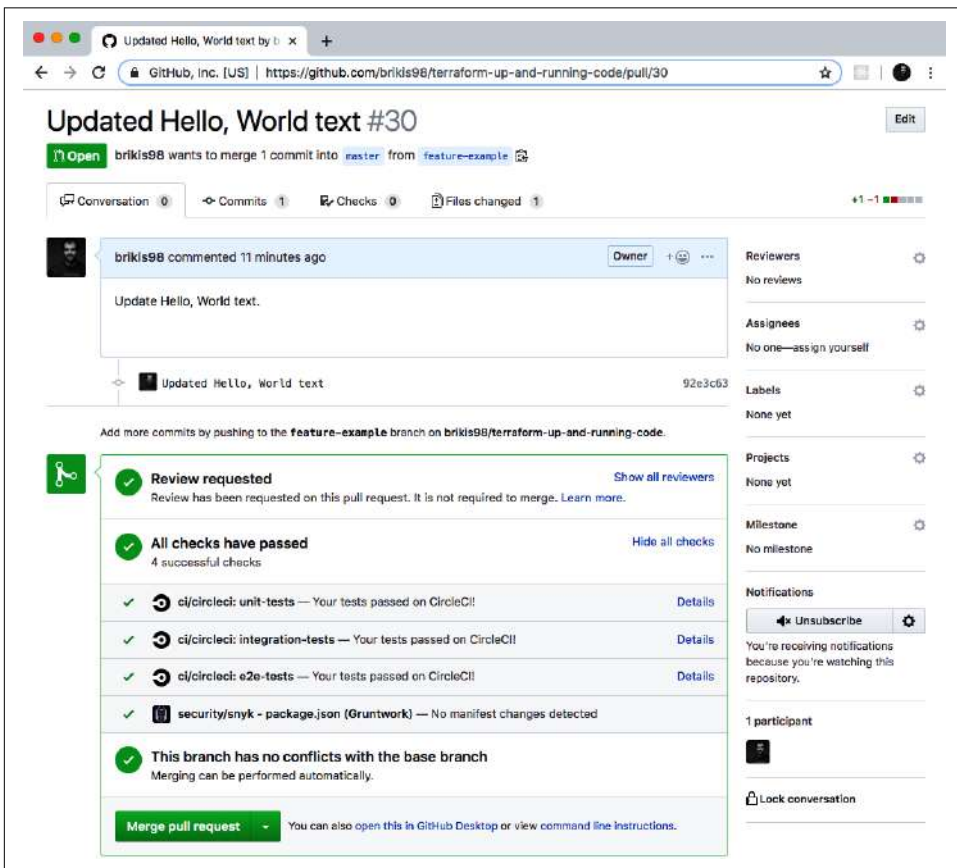 Updated Hello, World text by b
GitHub, Inc. [US] | https://github.com/brikis98/terraform-up-and-running-code/pull/30
Updated Hello, World text #30
Edit
Open brikis98 wants to merge 1 commit into master from feature-example
Conversation 0 Commits 1 Checks 0 Files changed 1 +1 −1
brikis98 commented 11 minutes ago Owner
Update Hello, World text.
Updated Hello, World text 92e3c63
Add more commits by pushing to the feature-example branch on brikis98/terraform-up-and-running-code.
Review requested Show all reviewers
Review has been requested on this pull request. It is not required to merge. Learn more.
All checks have passed Hide all checks
4 successful checks
ci/circleci: unit-tests — Your tests passed on CircleCI! Details
ci/circleci: integration-tests — Your tests passed on CircleCI! Details
ci/circleci: e2e-tests — Your tests passed on CircleCI! Details
security/snyk - package.json (Gruntwork) — No manifest changes detected
This branch has no conflicts with the base branch
Merging can be performed automatically.
Merge pull request You can also open this in GitHub Desktop or view command line instructions.
Reviewers
No reviews
Assignees
No one—assign yourself
Labels
None yet
Projects
None yet
Milestone
No milestone
Notifications
Unsubscribe
You're receiving notifications
because you're watching this
repository.
1 participant
Lock conversation